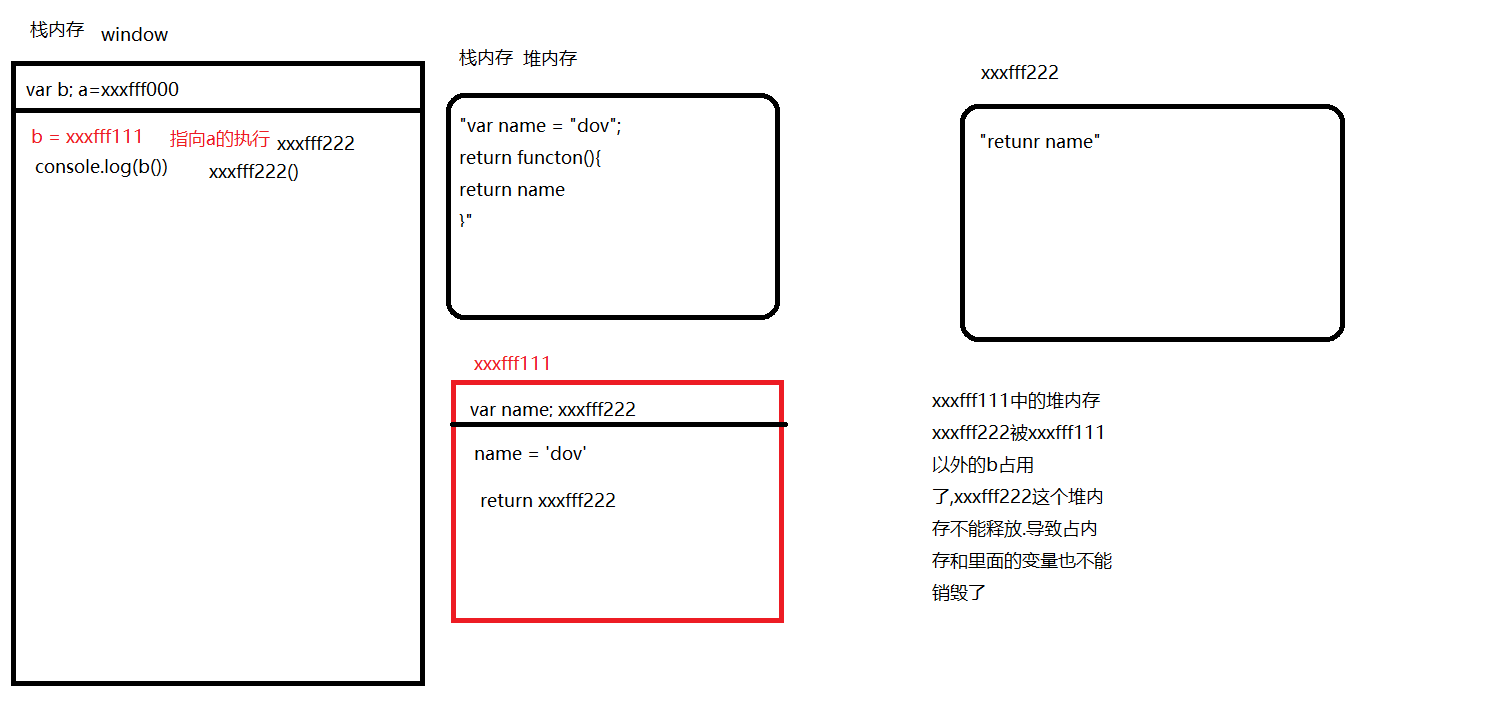 栈内存 window
var b; a=xxxfff000
b = xxxfff111 指向a的执行 xxxfff222
console.log(b()) xxxfff222()
栈内存 堆内存
"var name = "dov";
return functon(){
return name
}"
xxxfff111
var name; xxxfff222
name = 'dov'
return xxxfff222
xxxfff222
"retunr name"
xxxfff111中的堆内存
xxxfff222被xxxfff111
以外的b占用
了,xxxfff222这个堆内
存不能释放.导致占内
存和里面的变量也不能
销毁了